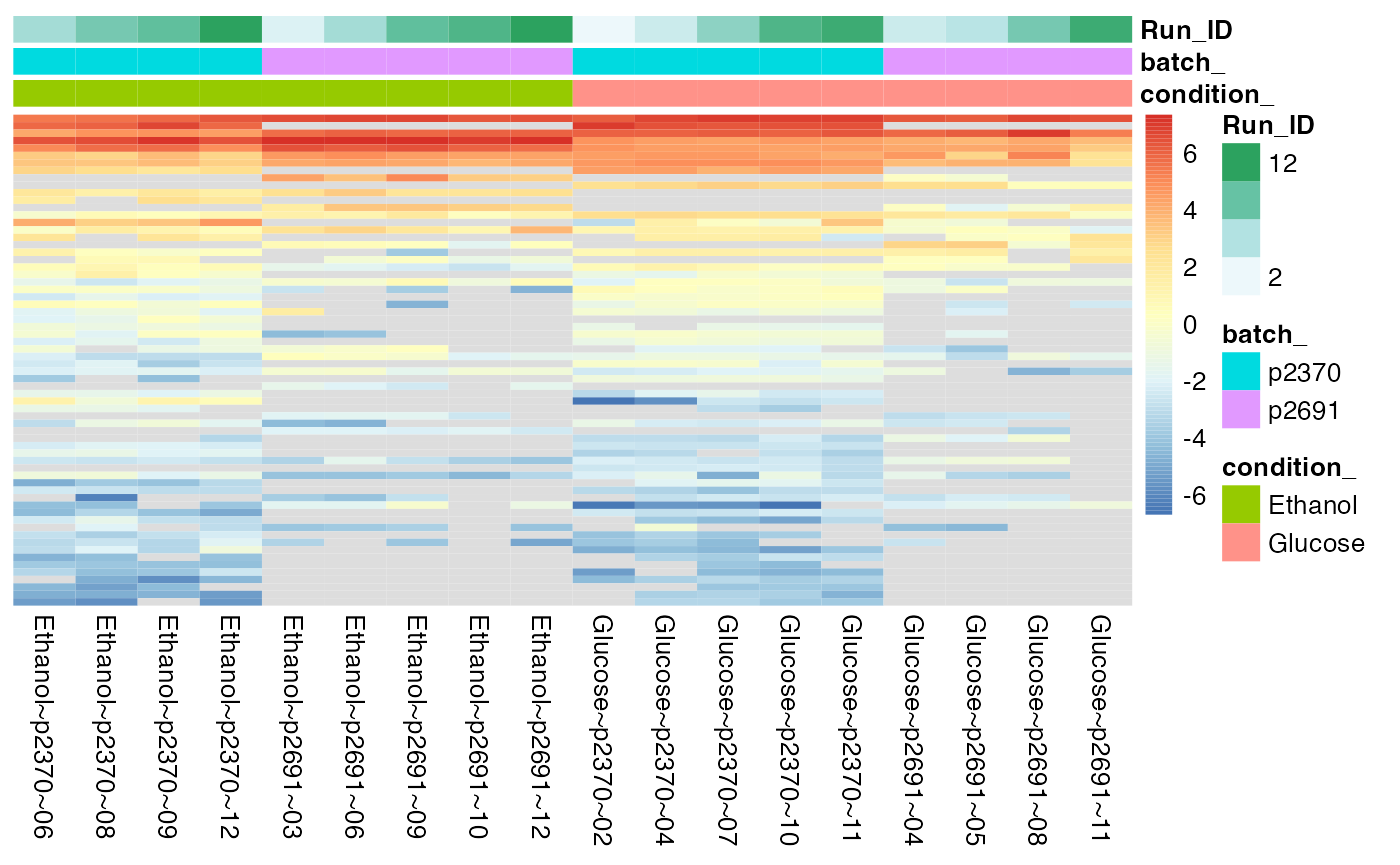 Run_ID
batch_
condition_
6
4
2
0
-2
-4
-6
Run_ID
12
2
batch_
p2370
p2691
condition_
Ethanol
Glucose
Ethanol~p2370~06
Ethanol~p2370~08
Ethanol~p2370~09
Ethanol~p2370~12
Ethanol~p2691~03
Ethanol~p2691~06
Ethanol~p2691~09
Ethanol~p2691~10
Ethanol~p2691~12
Glucose~p2370~02
Glucose~p2370~04
Glucose~p2370~07
Glucose~p2370~10
Glucose~p2370~11
Glucose~p2691~04
Glucose~p2691~05
Glucose~p2691~08
Glucose~p2691~11